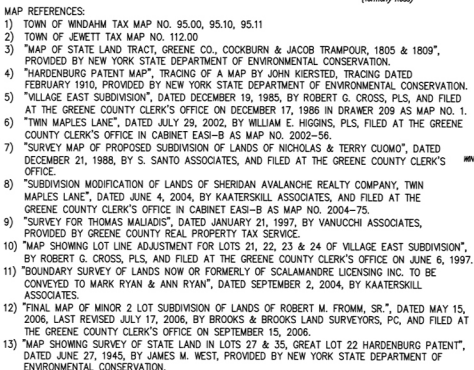 MAP REFERENCES:
1) TOWN OF WINDAHM TAX MAP NO. 95.00, 95.10, 95.11
2) TOWN OF JEWETT TAX MAP NO. 112.00
3) "MAP OF STATE LAND TRACT, GREENE CO., COCKBURN & JACOB TRAMPOUR, 1805 & 1809",
PROVIDED BY NEW YORK STATE DEPARTMENT OF ENVIRONMENTAL CONSERVATION.
4) "HARDENBURG PATENT MAP", TRACING OF A MAP BY JOHN KIERSTED, TRACING DATED
FEBRUARY 1910, PROVIDED BY NEW YORK STATE DEPARTMENT OF ENVIRONMENTAL CONSERVATION.
5) "VILLAGE EAST SUBDIVISION", DATED DECEMBER 19, 1985, BY ROBERT G. CROSS, PLS, AND FILED
AT THE GREENE COUNTY CLERK'S OFFICE ON DECEMBER 17, 1986 IN DRAWER 209 AS MAP NO. 1.
6) "TWIN MAPLES LANE", DATED JULY 29, 2002, BY WILLIAM E. HIGGINS, PLS, FILED AT THE GREENE
COUNTY CLERK'S OFFICE IN CABINET EASI-B AS MAP NO. 2002-56.
7) "SURVEY MAP OF PROPOSED SUBDIVISION OF LANDS OF NICHOLAS & TERRY CUOMO", DATED
DECEMBER 21, 1988, BY S. SANTO ASSOCIATES, AND FILED AT THE GREENE COUNTY CLERK'S
OFFICE.
8) "SUBDIVISION MODIFICATION OF LANDS OF SHERIDAN AVALANCHE REALTY COMPANY, TWIN
MAPLES LANE", DATED JUNE 4, 2004, BY KAATERSKILL ASSOCIATES, AND FILED AT THE
GREENE COUNTY CLERK'S OFFICE IN CABINET EASI-B AS MAP NO. 2004-75.
9) "SURVEY FOR THOMAS MALIADIS", DATED JANUARY 21, 1997, BY VANUCCHI ASSOCIATES,
PROVIDED BY GREENE COUNTY REAL PROPERTY TAX SERVICE.
10) "MAP SHOWING LOT LINE ADJUSTMENT FOR LOTS 21, 22, 23 & 24 OF VILLAGE EAST SUBDIVISION",
BY ROBERT G. CROSS, PLS, AND FILED AT THE GREENE COUNTY CLERK'S OFFICE ON JUNE 6, 1997.
11) "BOUNDARY SURVEY OF LANDS NOW OR FORMERLY OF SCALAMANDRE LICENSING INC. TO BE
CONVEYED TO MARK RYAN & ANN RYAN", DATED SEPTEMBER 2, 2004, BY KAATERSKILL
ASSOCIATES.
12) "FINAL MAP OF MINOR 2 LOT SUBDIVISION OF LANDS OF ROBERT M. FROMM, SR.", DATED MAY 15,
2006, LAST REVISED JULY 17, 2006, BY BROOKS & BROOKS LAND SURVEYORS, PC, AND FILED AT
THE GREENE COUNTY CLERK'S OFFICE ON SEPTEMBER 15, 2006.
13) "MAP SHOWING SURVEY OF STATE LAND IN LOTS 27 & 35, GREAT LOT 22 HARDENBURG PATENT",
DATED JUNE 27, 1945, BY JAMES M. WEST, PROVIDED BY NEW YORK STATE DEPARTMENT OF
ENVIRONMENTAL CONSERVATION.